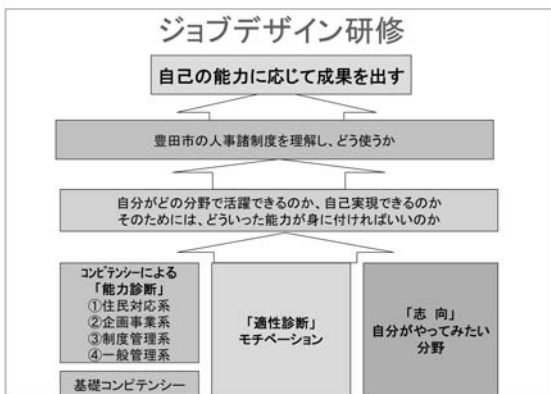 ジョブデザイン研修
自己の能力に応じて成果を出す
豊田市の人事諸制度を理解し、どう使うか
自分がどの分野で活躍できるのか、自己実現できるのか
そのためには、どういった能力が身に付ければいいのか
コンピテンシーによる
「能力診断」
①住民対応系
②企画事業系
③制度管理系
④一般管理系
基礎コンピテンシー
「適性診断」
モチベーション
「志 向」
自分がやってみたい
分野